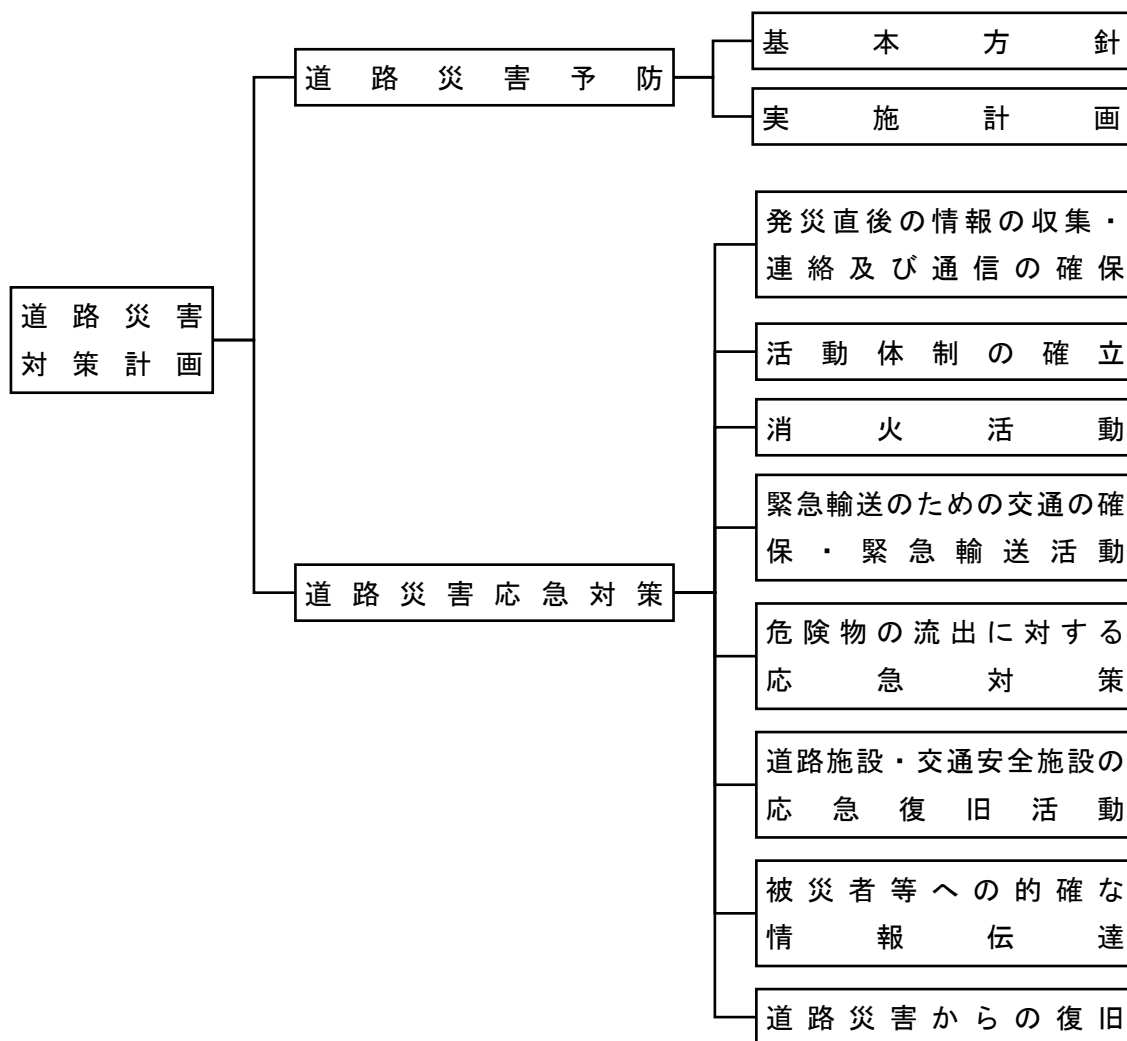 道路災害
対策計画
道路災害予防
基本方針
実施計画
道路災害応急対策
発災直後の情報の収集・
連絡及び通信の確保
活動体制の確立
消火活動
緊急輸送のための交通の確
保・緊急輸送活動
危険物の流出に対する
応急対策
道路施設・交通安全施設の
応急復旧活動
被災者等への的確な
情報伝達
道路災害からの復旧